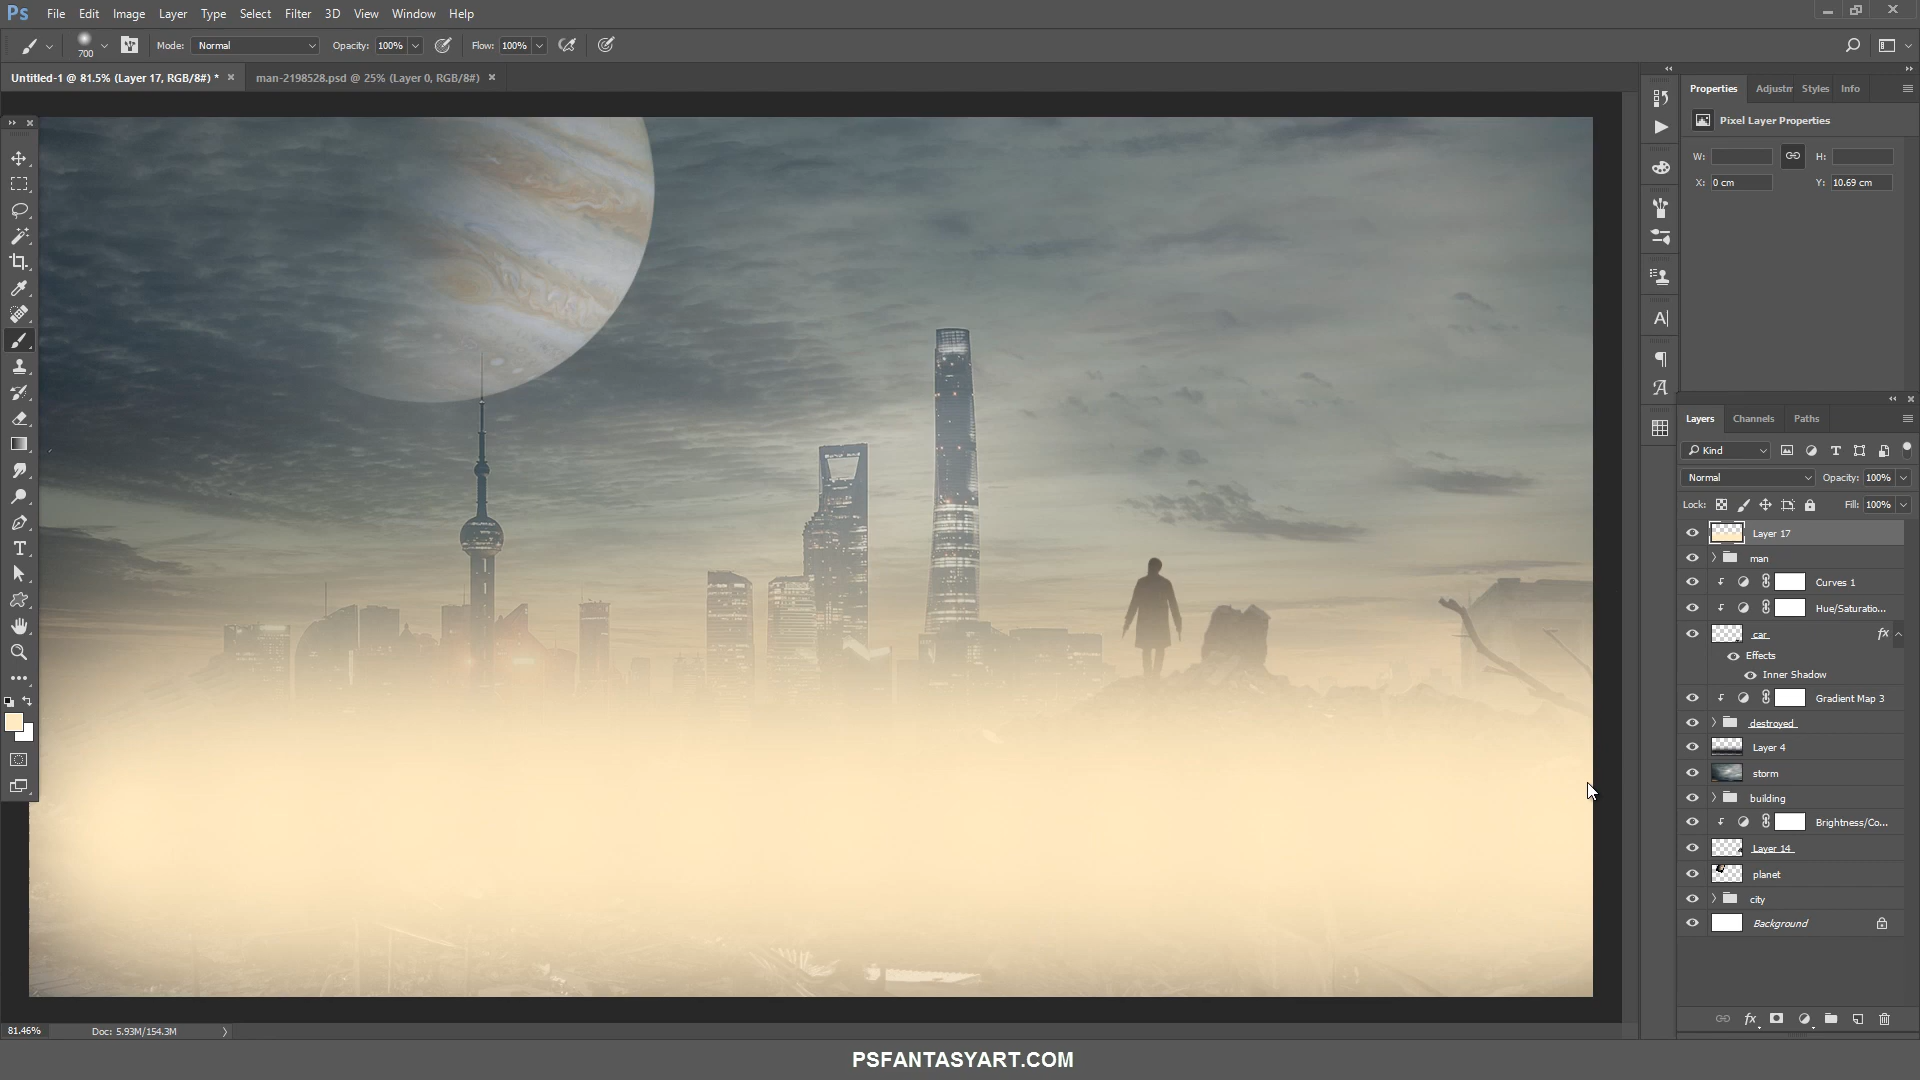 Ps File Edit Image Layer Type Select Filter 3D View Window Help
700 Mode: Normal Opacity: 100% Flow: 100%
Untitled-1 @ 81.5% (Layer 17, RGB/8#) * × man-2198528.psd @ 25% (Layer 0, RGB/8#) ×
Properties Adjustm Styles Info
Pixel Layer Properties
W: H:
X: 0 cm Y: 10.69 cm
Layers Channels Paths
Kind
Normal Opacity: 100%
Lock: Fill: 100%
Layer 17
man
Curves 1
Hue/Saturatio...
car fx
Effects
Inner Shadow
Gradient Map 3
destroyed
Layer 4
storm
building
Brightness/Co...
Layer 14
planet
city
Background
fx
81.46% Doc: 5.93M/154.3M
PSFANTASYART.COM